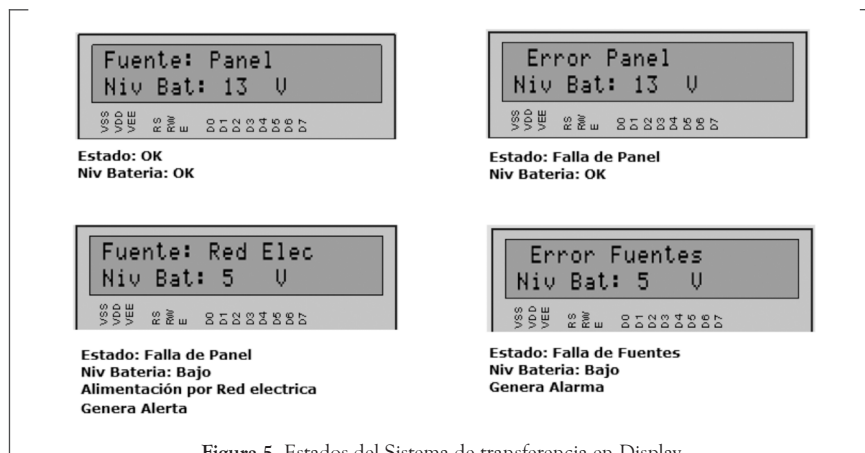 Fuente: Panel
Niv Bat: 13 V
VSS VDD VEE RS RW E D0 D1 D2 D3 D4 D5 D6 D7
Estado: OK
Niv Bateria: OK
Error Panel
Niv Bat: 13 V
VSS VDD VEE RS RW E D0 D1 D2 D3 D4 D5 D6 D7
Estado: Falla de Panel
Niv Bateria: OK
Fuente: Red Elec
Niv Bat: 5 V
VSS VDD VEE RS RW E D0 D1 D2 D3 D4 D5 D6 D7
Estado: Falla de Panel
Niv Bateria: Bajo
Alimentación por Red electrica
Genera Alerta
Error Fuentes
Niv Bat: 5 V
VSS VDD VEE RS RW E D0 D1 D2 D3 D4 D5 D6 D7
Estado: Falla de Fuentes
Niv Bateria: Bajo
Genera Alarma
Figura 5. Estados del Sistema de transferencia en Display